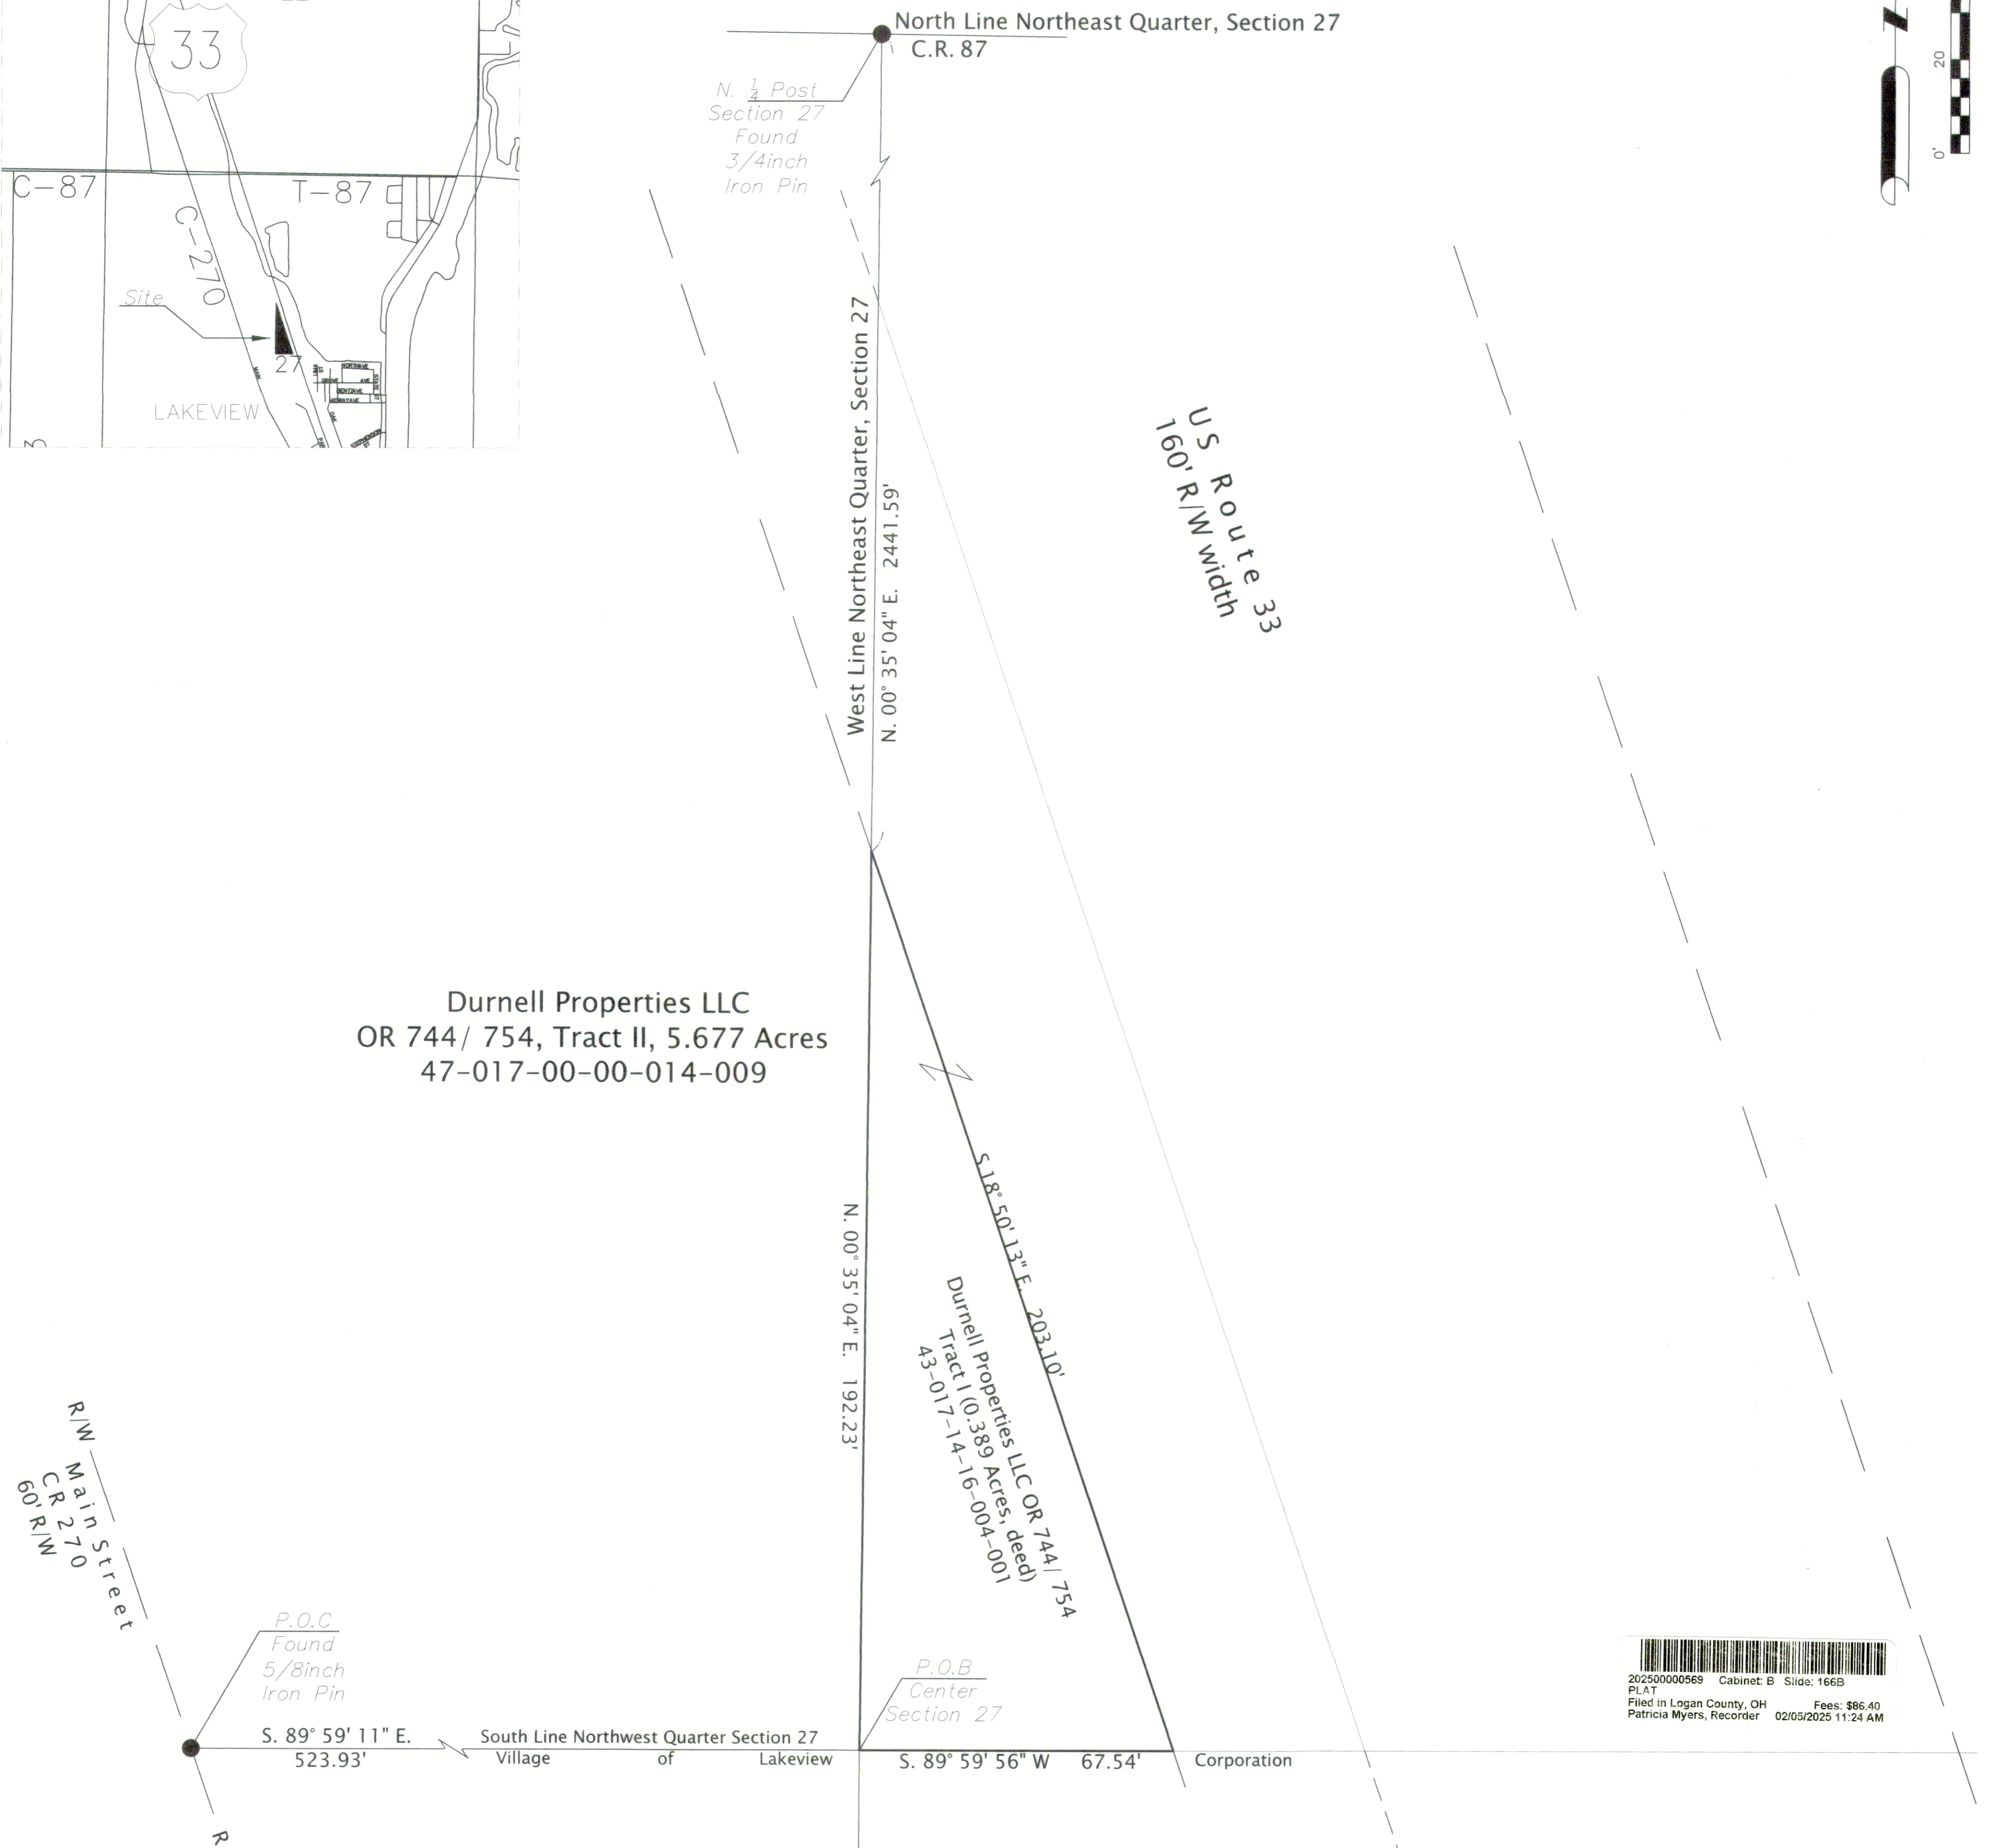 33
C-87
T-87
C-270
Site
27
LAKEVIEW
MAIN
NORTHAVE
GROVE AVE
North Line Northeast Quarter, Section 27
C.R. 87
N. 1/4 Post
Section 27
Found
3/4inch
Iron Pin
20
0'
West Line Northeast Quarter, Section 27
N. 00° 35' 04" E. 2441.59'
US Route 33
160' R/W width
Durnell Properties LLC
OR 744/ 754, Tract II, 5.677 Acres
47-017-00-00-014-009
N. 00° 35' 04" E. 192.23'
S.18° 50' 13" E. 203.10'
Durnell Properties LLC OR 744/ 754
Tract I (0.389 Acres, deed)
43-017-14-16-004-001
R/W
Main Street
CR 270
60' R/W
R
P.O.C
Found
5/8inch
Iron Pin
P.O.B
Center
Section 27
S. 89° 59' 11" E.
523.93'
South Line Northwest Quarter Section 27
Village of Lakeview
S. 89° 59' 56" W 67.54'
Corporation
202500000569 Cabinet: B Slide: 166B
PLAT
Filed in Logan County, OH Fees: $86.40
Patricia Myers, Recorder 02/05/2025 11:24 AM